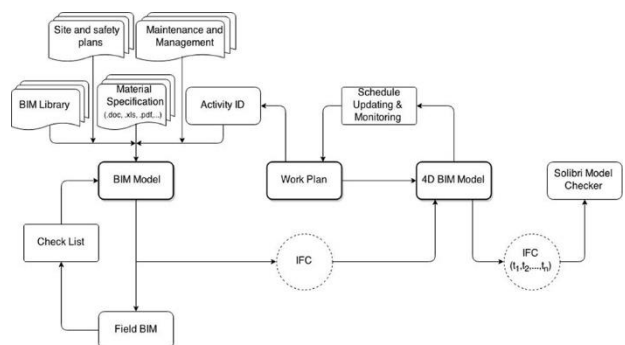 Site and safety
plans
Maintenance and
Management
BIM Library
Material
Specification
(.doc, .xls, .pdf,..)
Activity ID
Schedule
Updating &
Monitoring
BIM Model
Work Plan
4D BIM Model
Solibri Model
Checker
Check List
IFC
IFC
(t1,t2....,tn)
Field BIM